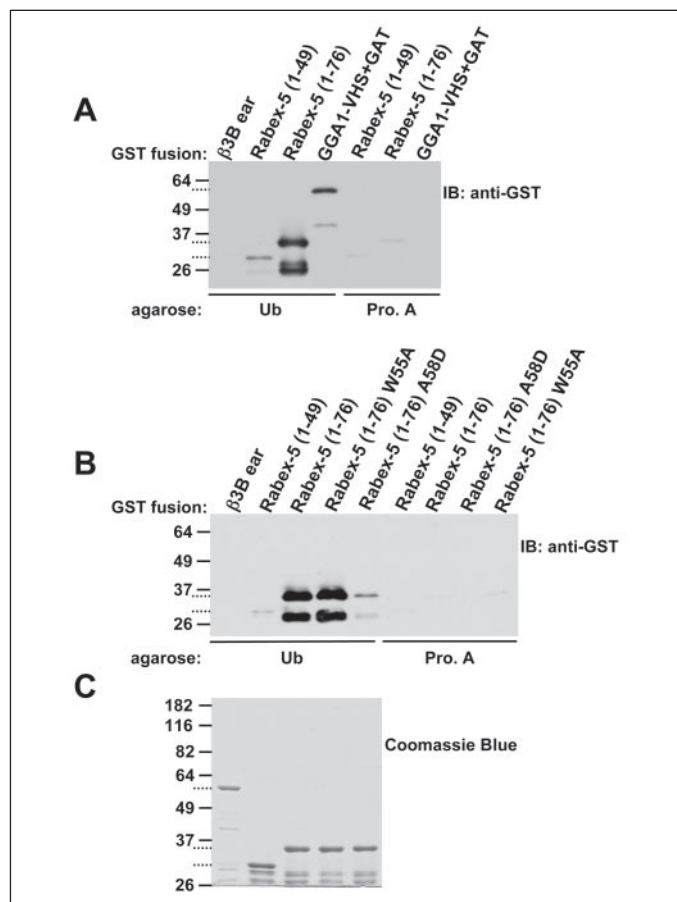 A
GST fusion:
β3B ear
Rabex-5 (1-49)
Rabex-5 (1-76)
GGA1-VHS+GAT
Rabex-5 (1-49)
Rabex-5 (1-76)
GGA1-VHS+GAT
64
49
37
26
IB: anti-GST
agarose:
Ub
Pro. A
B
GST fusion:
β3B ear
Rabex-5 (1-49)
Rabex-5 (1-76)
Rabex-5 (1-76) W55A
Rabex-5 (1-76) A58D
Rabex-5 (1-49)
Rabex-5 (1-76)
Rabex-5 (1-76) A58D
Rabex-5 (1-76) W55A
64
49
37
26
IB: anti-GST
agarose:
Ub
Pro. A
C
182
116
82
64
49
37
26
Coomassie Blue